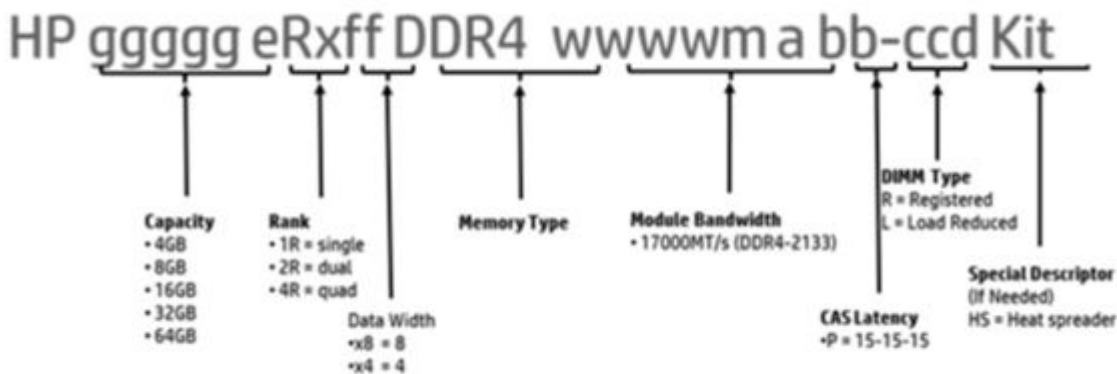 HP ggggg eRxff DDDR4 wwwwm a bb-ccd Kit
Capacity
• 4GB
• 8GB
• 16GB
• 32GB
• 64GB
Rank
• 1R = single
• 2R = dual
• 4R = quad
Data Width
•x8 = 8
•x4 = 4
Memory Type
Module Bandwidth
• 17000MT/s (DDR4-2133)
CAS Latency
•P = 15-15-15
DIMM Type
R = Registered
L = Load Reduced
Special Descriptor
(If Needed)
HS = Heat spreader